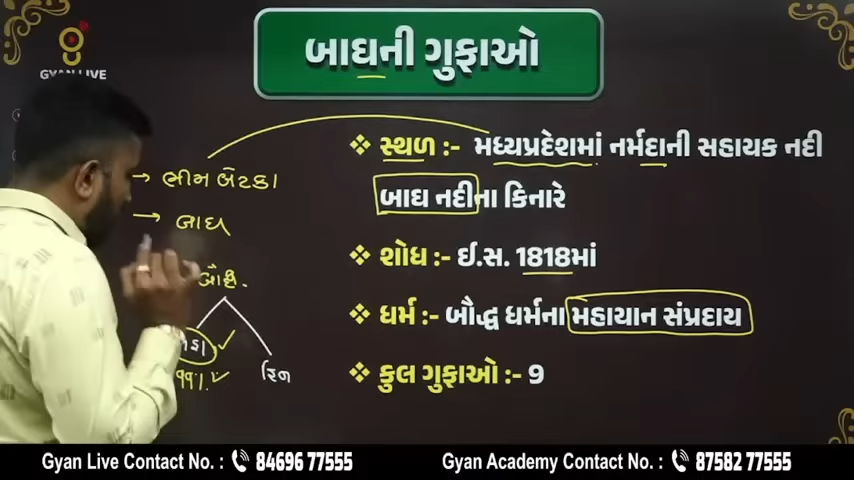 GYAN LIVE
બાઘની ગુફાઓ
❖ સ્થળ :- મધ્યપ્રદેશમાં નર્મદાની સહાયક નદી
બાઘ નદીના કિનારે
❖ શોધ :- ઈ.સ. 1818માં
❖ ધર્મ :- બૌદ્ધ ધર્મના મહાયાન સંપ્રદાય
❖ કુલ ગુફાઓ :- 9
→ ભીમ બેટકા
→ બાઘ
Gyan Live Contact No. : 84696 77555
Gyan Academy Contact No. : 87582 77555